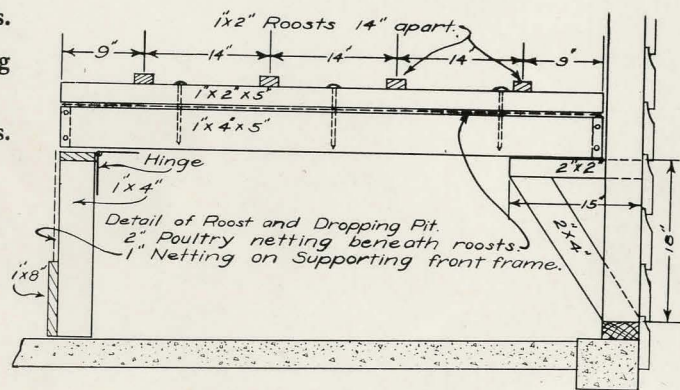 s.
g
s.
1"x2" Roosts 14" apart.
9" 14" 14" 14" 9"
1"x2"x5"
1"x4"x5"
Hinge
1"x4"
2"x2"
15"
2"x4"
18"
Detail of Roost and Dropping Pit.
2" Poultry netting beneath roosts.
1" Netting on Supporting front frame.
1"x8"